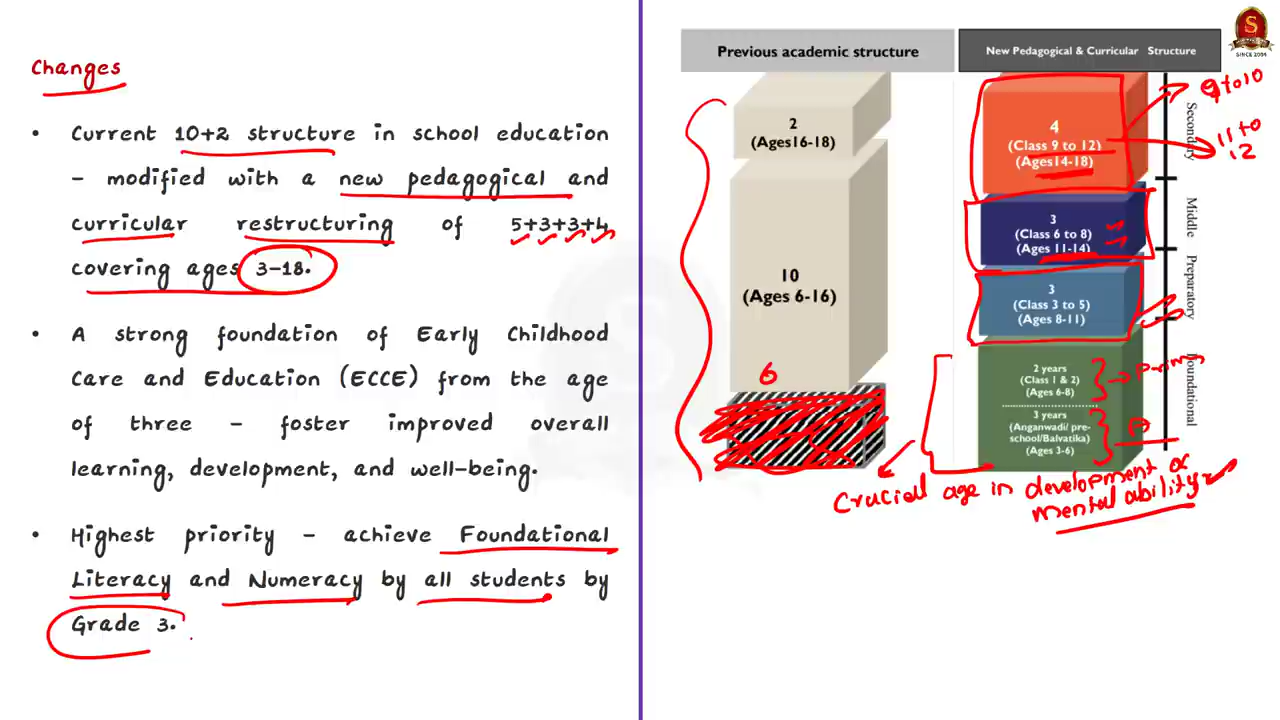 Changes
• Current 10+2 structure in school education
– modified with a new pedagogical and
curricular restructuring of 5+3+3+4
covering ages 3-18.
• A strong foundation of Early Childhood
Care and Education (ECCE) from the age
of three – foster improved overall
learning, development, and well-being.
• Highest priority – achieve Foundational
Literacy and Numeracy by all students by
Grade 3.
Previous academic structure
2
(Ages16-18)
10
(Ages 6-16)
6
New Pedagogical & Curricular Structure
S
SINCE 2004
4
(Class 9 to 12)
(Ages14-18)
9 to 10
11 to
12
Secondary
3
(Class 6 to 8)
(Ages 11-14)
Middle
3
(Class 3 to 5)
(Ages 8-11)
Preparatory
2 years
(Class 1 & 2)
(Ages 6-8)
3 years
(Anganwadi/ pre-
school/Balvatika)
(Ages 3-6)
A
Foundational
Crucial age in development of
mental ability